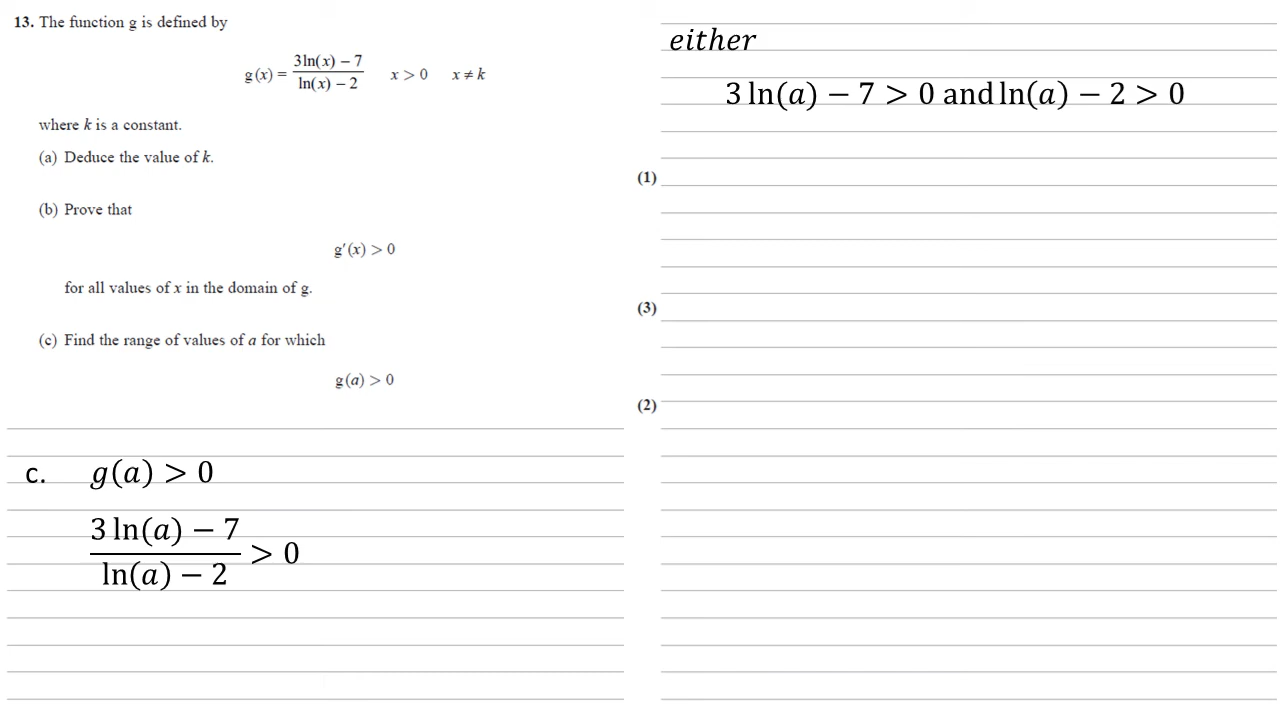 13. The function g is defined by
g(x) = \frac{3ln(x) − 7}{ln(x) − 2} x > 0 x ≠ k
where k is a constant.
(a) Deduce the value of k.
(1)
(b) Prove that
g′(x) > 0
for all values of x in the domain of g.
(3)
(c) Find the range of values of a for which
g(a) > 0
(2)
c. g(a) > 0
\frac{3 ln(a) − 7}{ln(a) − 2} > 0
either
3 ln(a) − 7 > 0 and ln(a) − 2 > 0